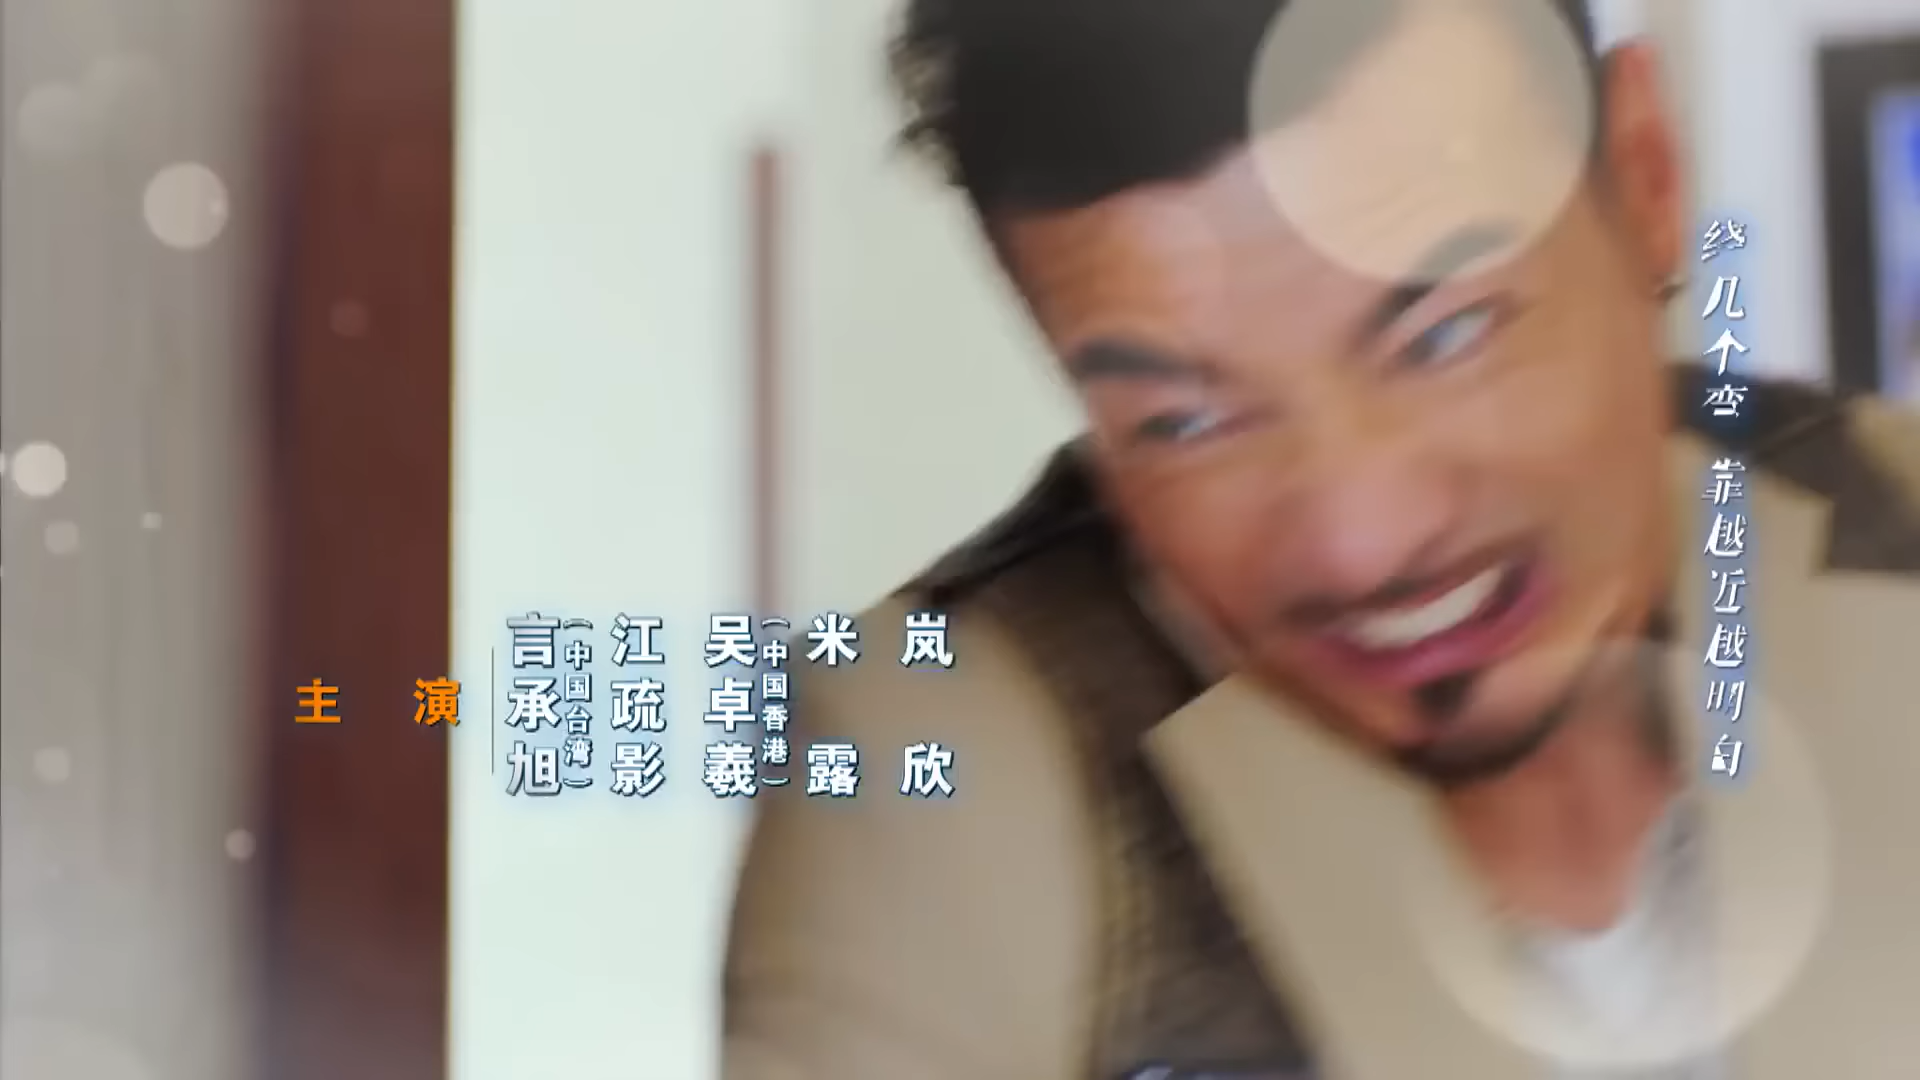 主演
言承旭（中国台湾）
江疏影
吴卓羲（中国香港）
米露
岚欣
绕几个弯 靠越近越明白